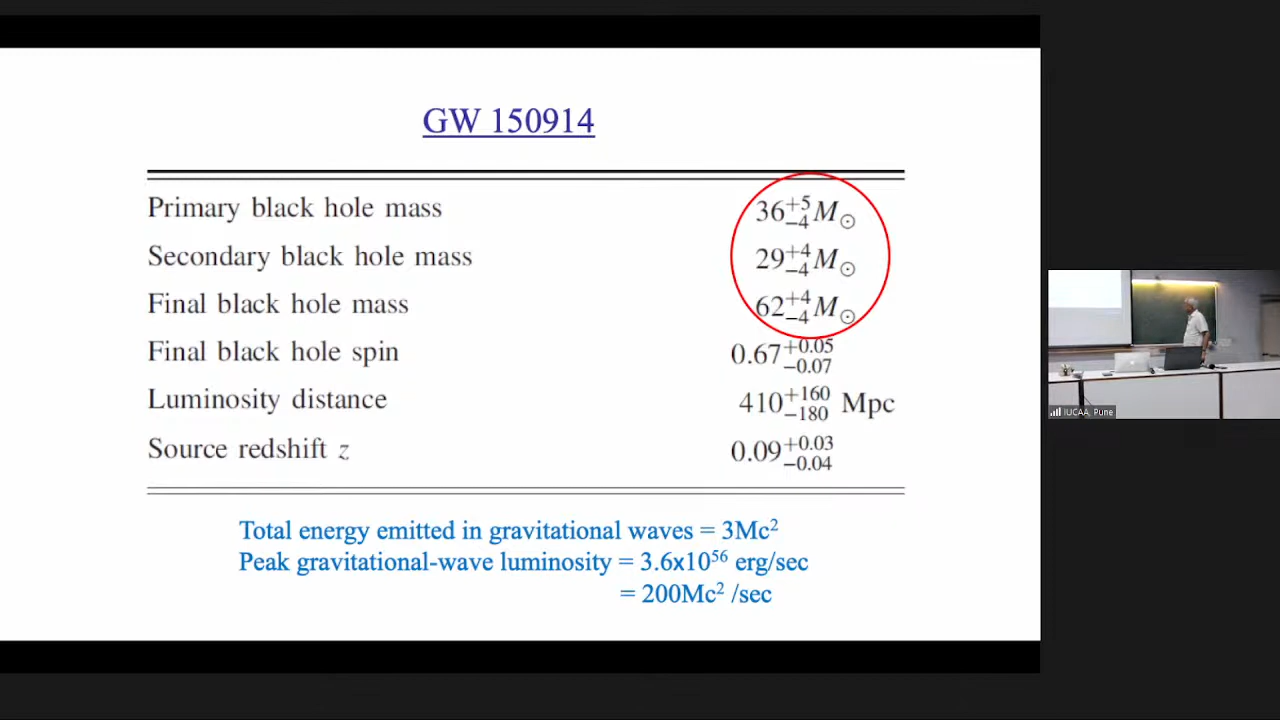 GW 150914
Primary black hole mass 36+5−4 M⊙
Secondary black hole mass 29+4−4 M⊙
Final black hole mass 62+4−4 M⊙
Final black hole spin 0.67+0.05−0.07
Luminosity distance 410+160−180 Mpc
Source redshift z 0.09+0.03−0.04
Total energy emitted in gravitational waves = 3Mc²
Peak gravitational-wave luminosity = 3.6x10⁵⁶ erg/sec
= 200Mc² /sec
IUCAA, Pune